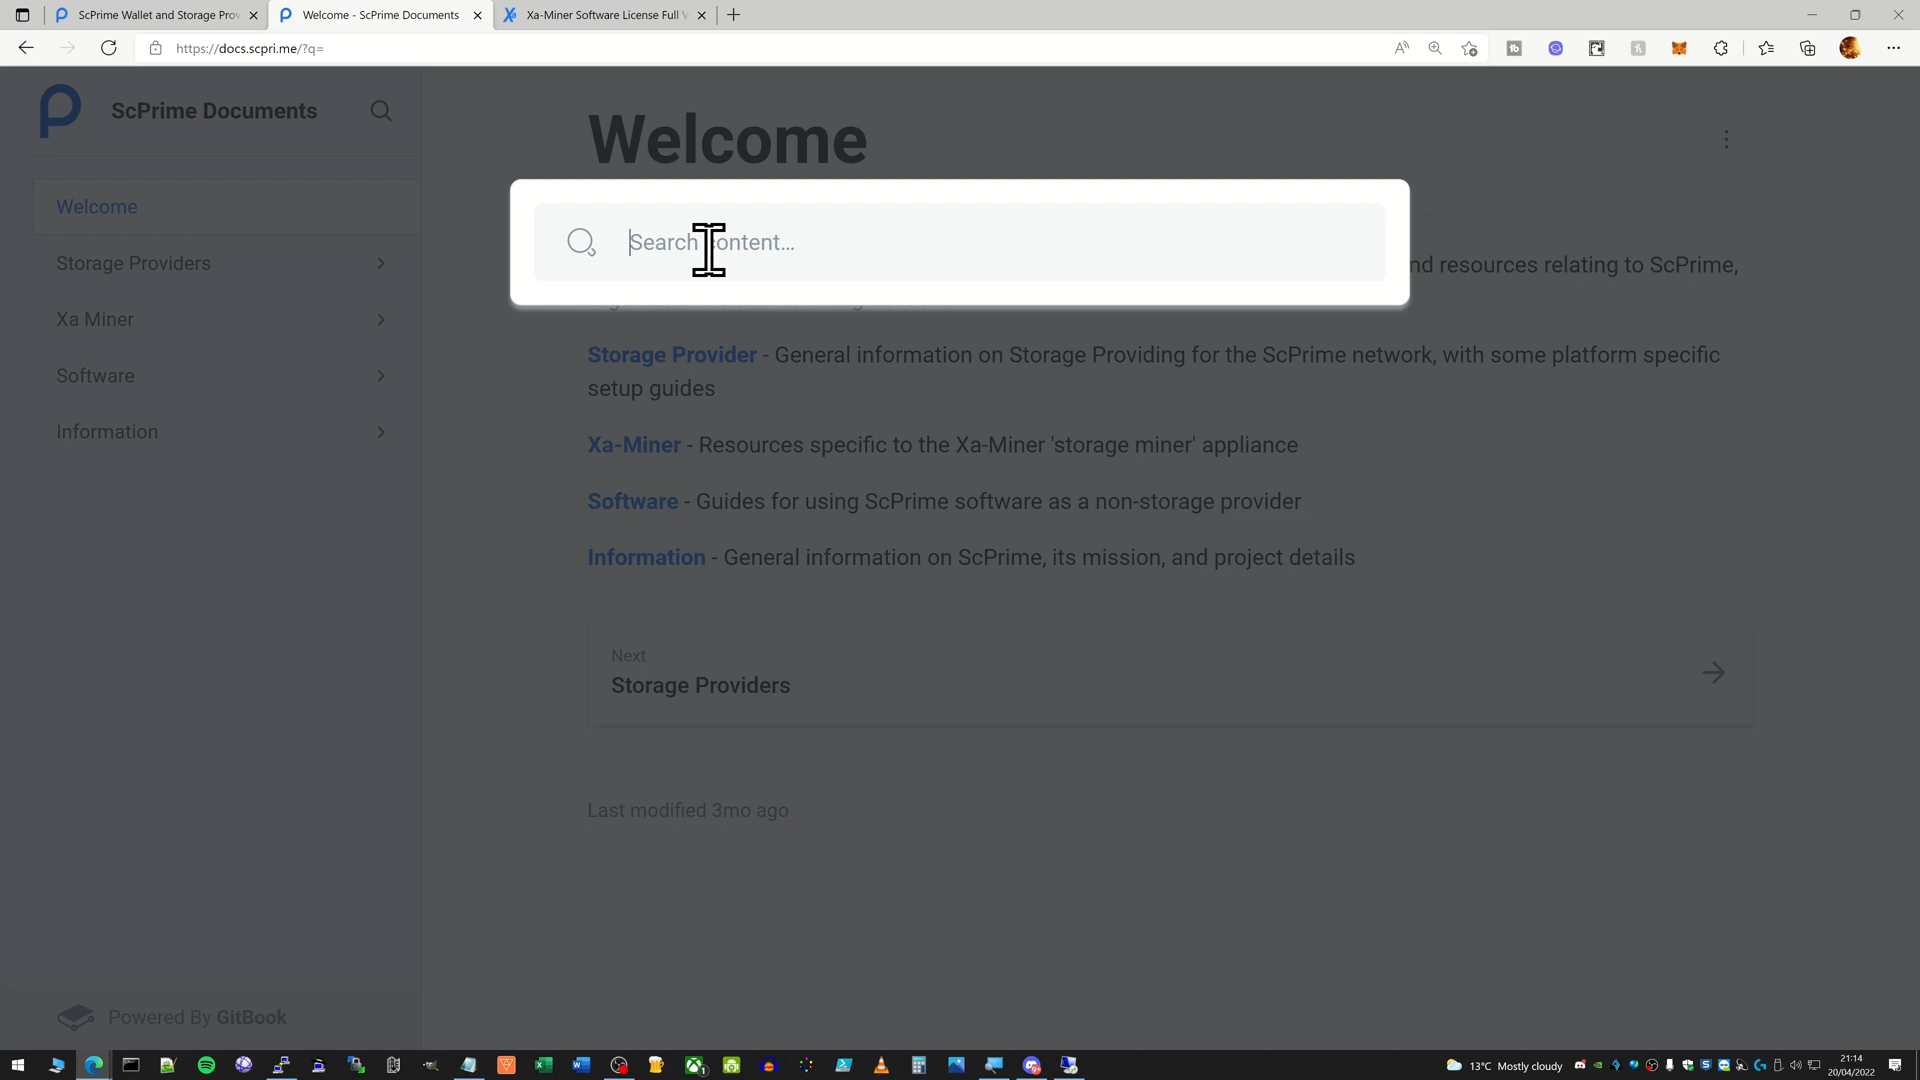 ScPrime Wallet and Storage Prov
Welcome - ScPrime Documents
Xa-Miner Software License Full V
https://docs.scpri.me/?q=
ScPrime Documents
Welcome
Storage Providers
Xa Miner
Software
Information
Powered By GitBook
Welcome
Search content...
nd resources relating to ScPrime,
Storage Provider - General information on Storage Providing for the ScPrime network, with some platform specific
setup guides
Xa-Miner - Resources specific to the Xa-Miner 'storage miner' appliance
Software - Guides for using ScPrime software as a non-storage provider
Information - General information on ScPrime, its mission, and project details
Next
Storage Providers
Last modified 3mo ago
13°C Mostly cloudy
21:14
20/04/2022